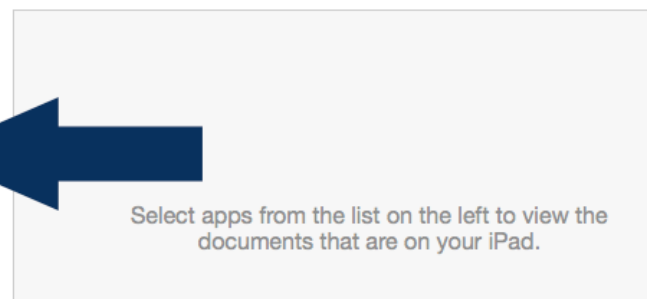 Select apps from the list on the left to view the
documents that are on your iPad.